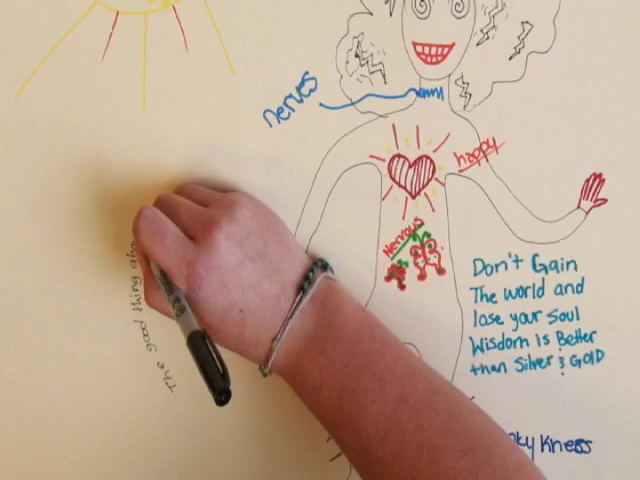 nerves
happy
Nervous
Don't Gain
The world and
lose your Soul
Wisdom Is Better
than Silver & GOlD
Kness
The good thing